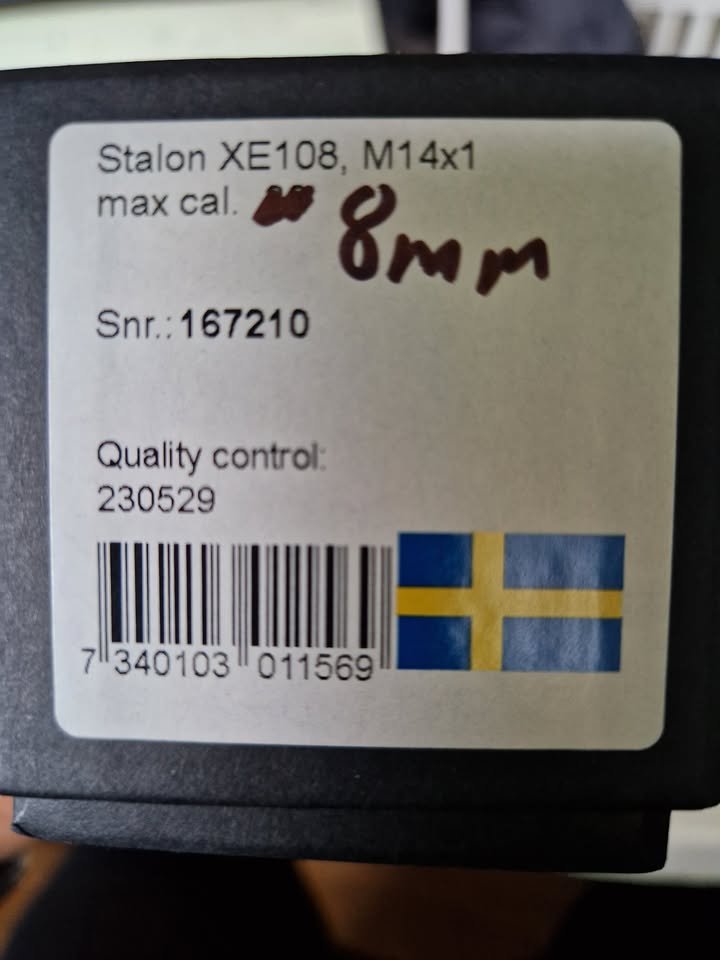 Stalon XE108, M14x1
max cal. 8mm
Snr.: 167210
Quality control:
230529
7 340103 011569